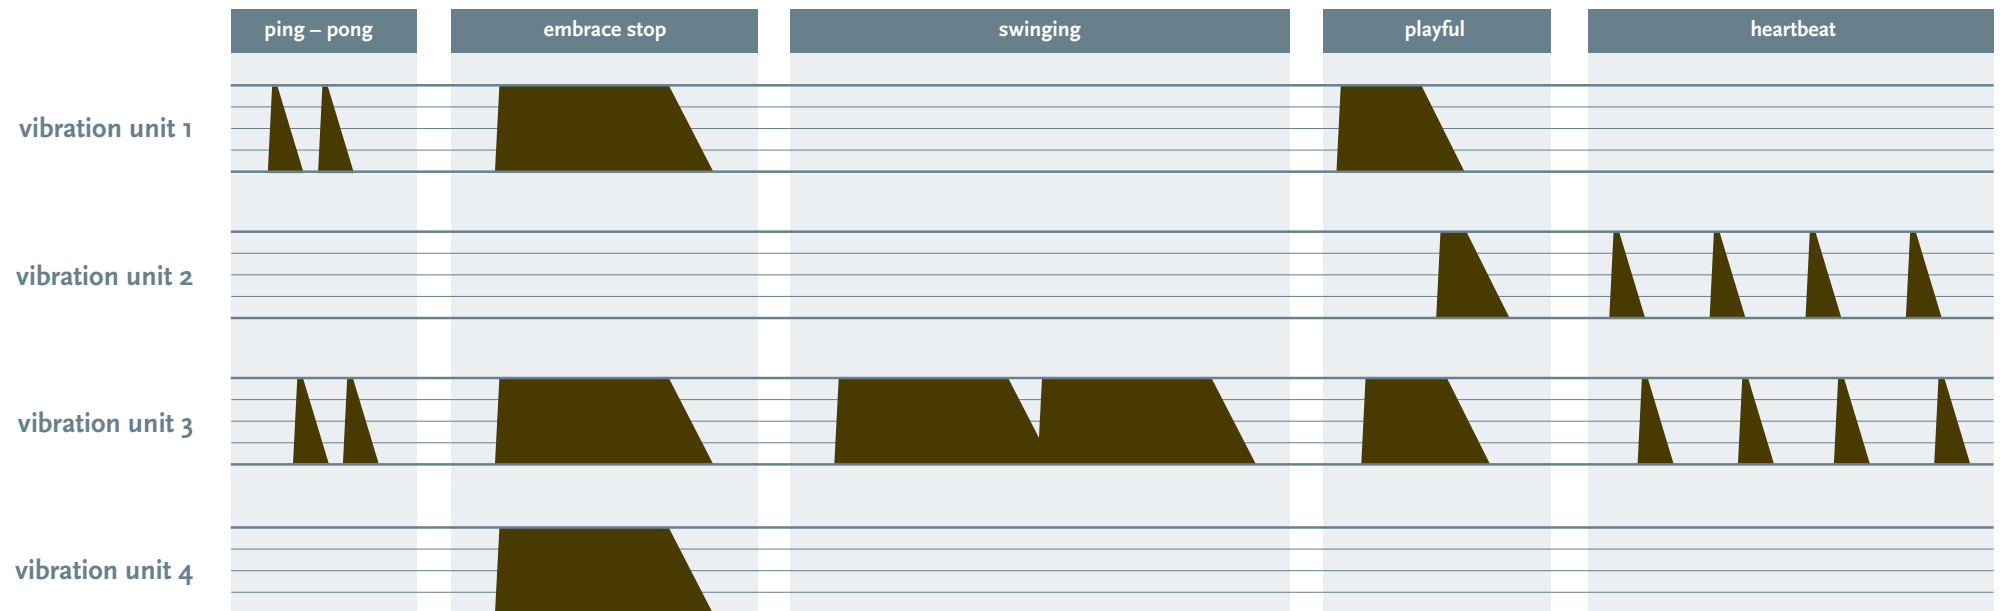 ping – pong
embrace stop
swinging
playful
heartbeat
vibration unit 1
vibration unit 2
vibration unit 3
vibration unit 4